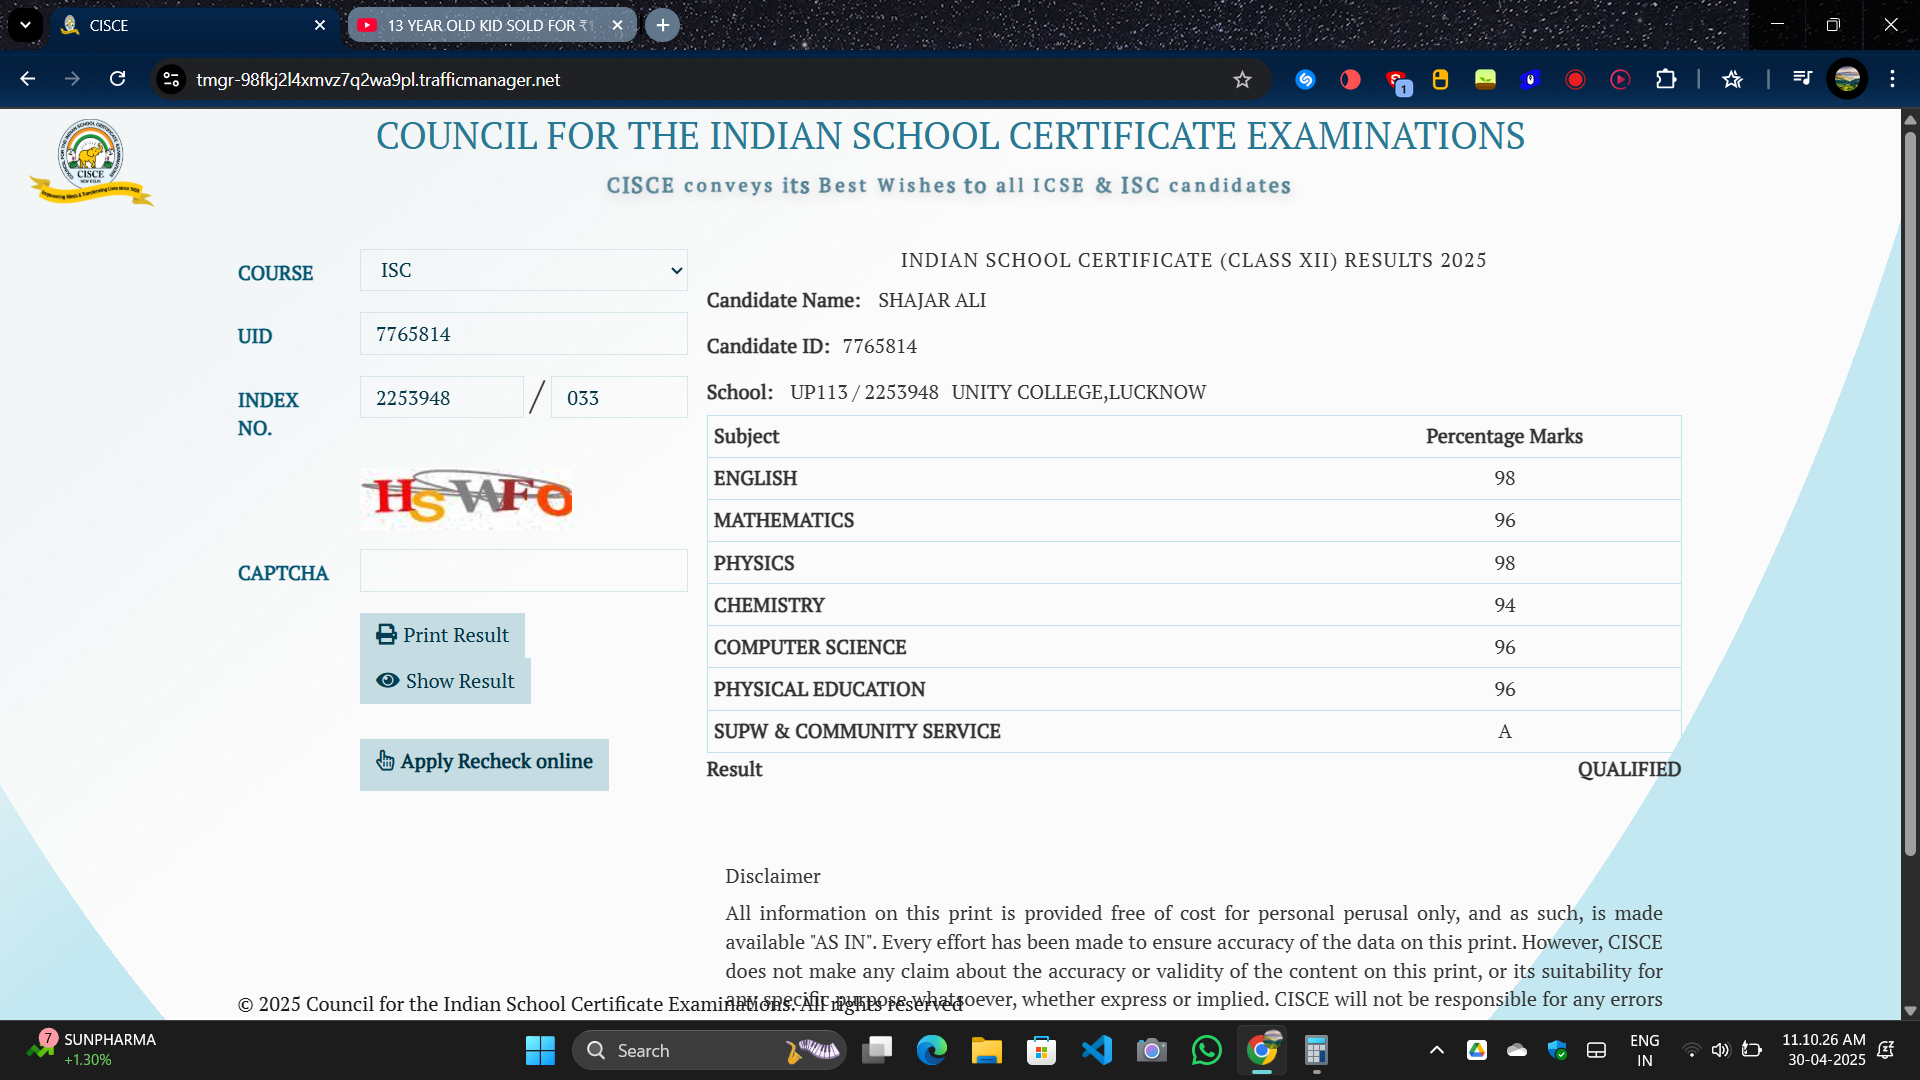 CISCE
13 YEAR OLD KID SOLD FOR ₹1
tmgr-98fkj2l4xmvz7q2wa9pl.trafficmanager.net
1
COUNCIL FOR THE INDIAN SCHOOL CERTIFICATE EXAMINATIONS
CISCE conveys its Best Wishes to all ICSE & ISC candidates
CISCE
NEW DELHI
COURSE
ISC
UID
7765814
INDEX
NO.
2253948 / 033
HSWFO
CAPTCHA
Print Result
Show Result
Apply Recheck online
INDIAN SCHOOL CERTIFICATE (CLASS XII) RESULTS 2025
Candidate Name: SHAJAR ALI
Candidate ID: 7765814
School: UP113 / 2253948 UNITY COLLEGE,LUCKNOW
Subject Percentage Marks
ENGLISH 98
MATHEMATICS 96
PHYSICS 98
CHEMISTRY 94
COMPUTER SCIENCE 96
PHYSICAL EDUCATION 96
SUPW & COMMUNITY SERVICE A
Result QUALIFIED
Disclaimer
All information on this print is provided free of cost for personal perusal only, and as such, is made
available "AS IN". Every effort has been made to ensure accuracy of the data on this print. However, CISCE
does not make any claim about the accuracy or validity of the content on this print, or its suitability for
any specific purpose whatsoever, whether express or implied. CISCE will not be responsible for any errors
© 2025 Council for the Indian School Certificate Examinations. All rights reserved
7
SUNPHARMA
+1.30%
Search
ENG
IN
11.10.26 AM
30-04-2025